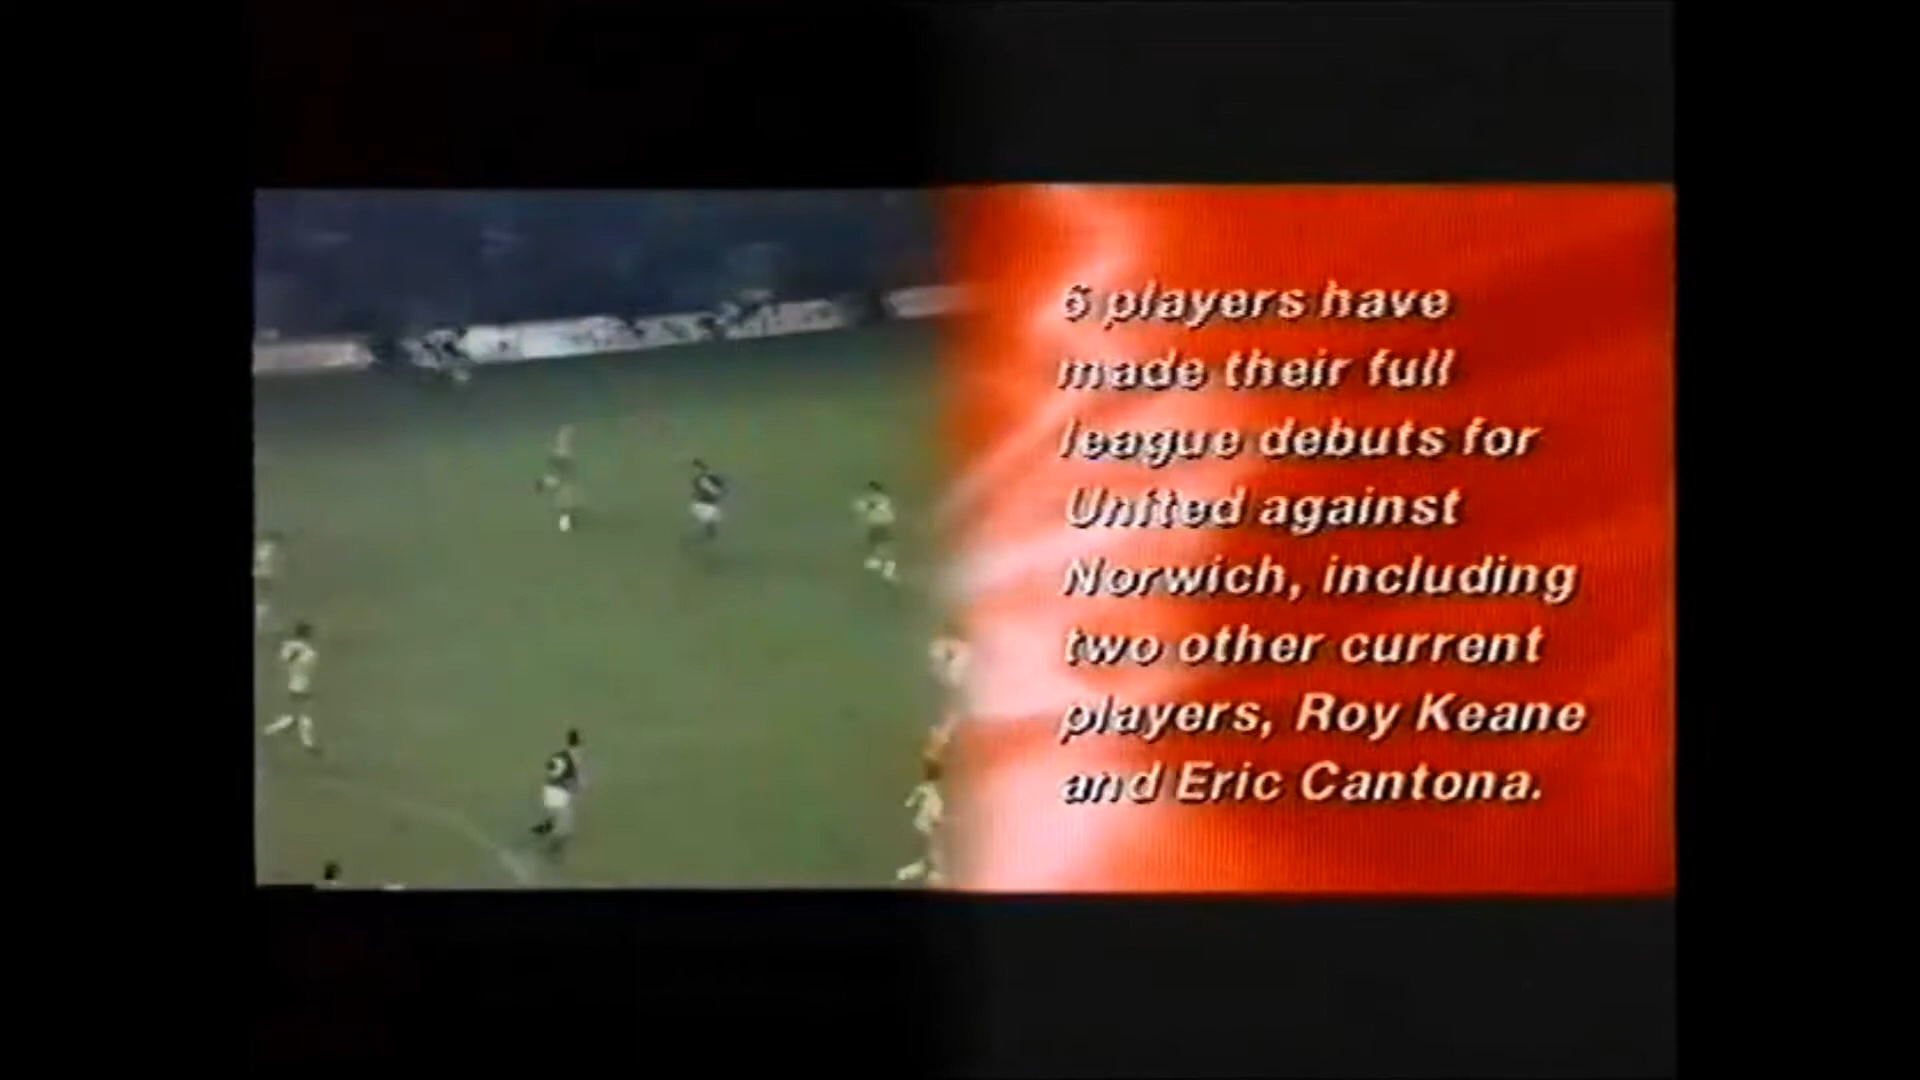 6 players have
made their full
league debuts for
United against
Norwich, including
two other current
players, Roy Keane
and Eric Cantona.